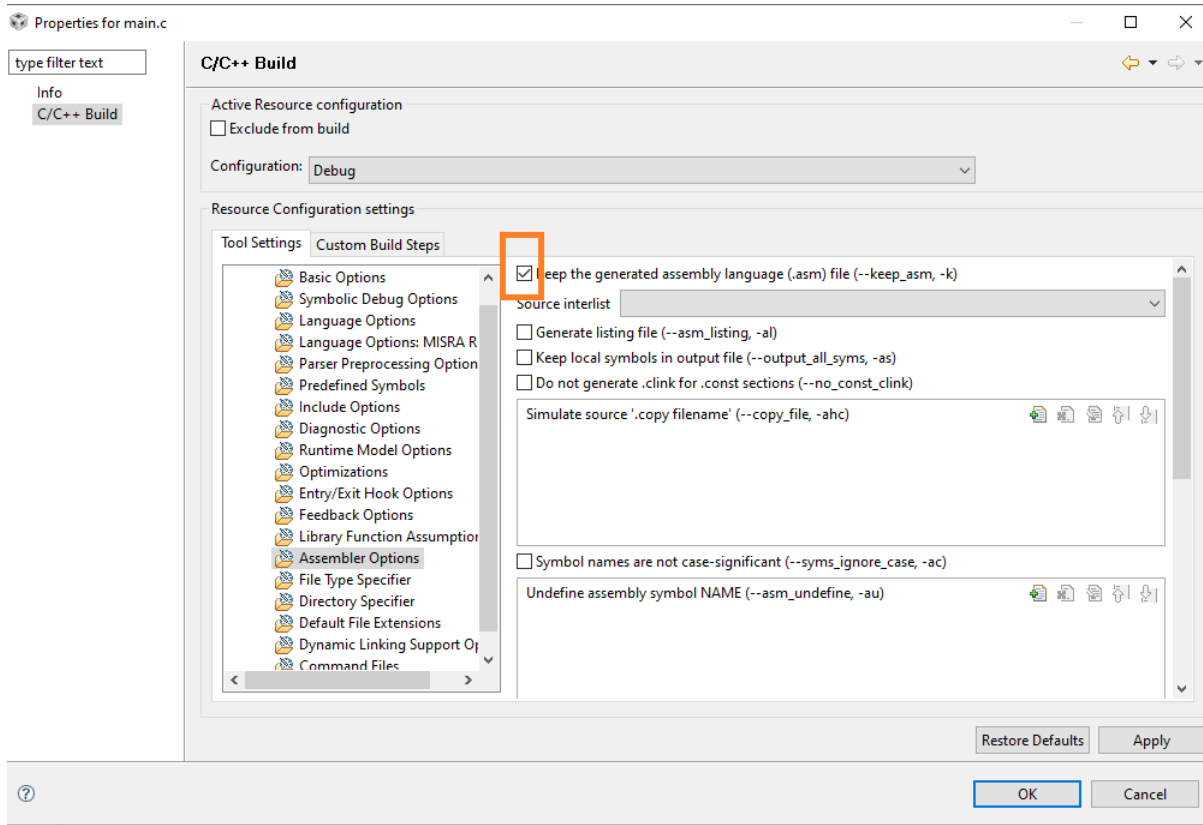 Properties for main.c
type filter text
Info
C/C++ Build
C/C++ Build
Active Resource configuration
Exclude from build
Configuration: Debug
Resource Configuration settings
Tool Settings Custom Build Steps
Basic Options
Symbolic Debug Options
Language Options
Language Options: MISRA R
Parser Preprocessing Option
Predefined Symbols
Include Options
Diagnostic Options
Runtime Model Options
Optimizations
Entry/Exit Hook Options
Feedback Options
Library Function Assumption
Assembler Options
File Type Specifier
Directory Specifier
Default File Extensions
Dynamic Linking Support Op
Command Files
Keep the generated assembly language (.asm) file (--keep_asm, -k)
Source interlist
Generate listing file (--asm_listing, -al)
Keep local symbols in output file (--output_all_syms, -as)
Do not generate .clink for .const sections (--no_const_clink)
Simulate source '.copy filename' (--copy_file, -ahc)
Symbol names are not case-significant (--syms_ignore_case, -ac)
Undefine assembly symbol NAME (--asm_undefine, -au)
Restore Defaults Apply
OK Cancel